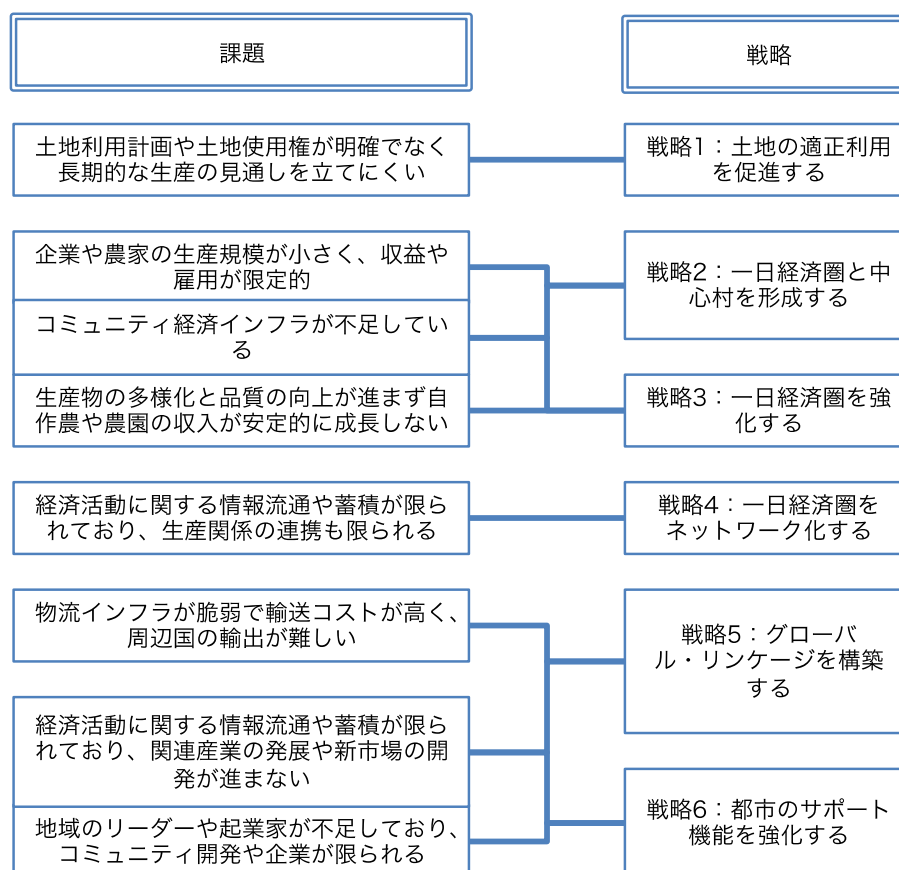 課題
戦略
土地利用計画や土地使用権が明確でなく
長期的な生産の見通しを立てにくい
戦略1：土地の適正利用
を促進する
企業や農家の生産規模が小さく、収益や
雇用が限定的
コミュニティ経済インフラが不足してい
る
生産物の多様化と品質の向上が進まず自
作農や農園の収入が安定的に成長しない
戦略2：一日経済圏と中
心村を形成する
戦略3：一日経済圏を強
化する
経済活動に関する情報流通や蓄積が限ら
れており、生産関係の連携も限られる
戦略4：一日経済圏を
ネットワーク化する
物流インフラが脆弱で輸送コストが高く、
周辺国の輸出が難しい
経済活動に関する情報流通や蓄積が限ら
れており、関連産業の発展や新市場の開
発が進まない
地域のリーダーや起業家が不足しており、
コミュニティ開発や企業が限られる
戦略5：グローバ
ル・リンケージを構築
する
戦略6：都市のサポート
機能を強化する